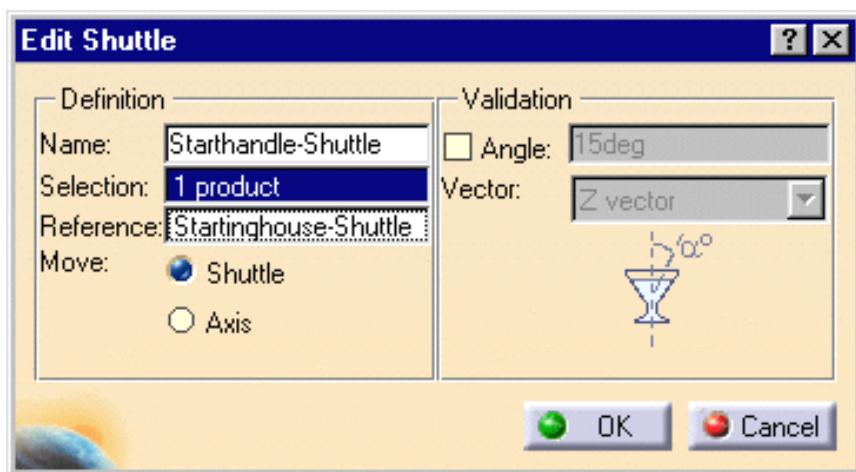 Edit Shuttle
Definition
Name: Starthandle-Shuttle
Selection: 1 product
Reference: Startinghouse-Shuttle
Move: Shuttle
Axis
Validation
Angle: 15deg
Vector: Z vector
α°
OK Cancel